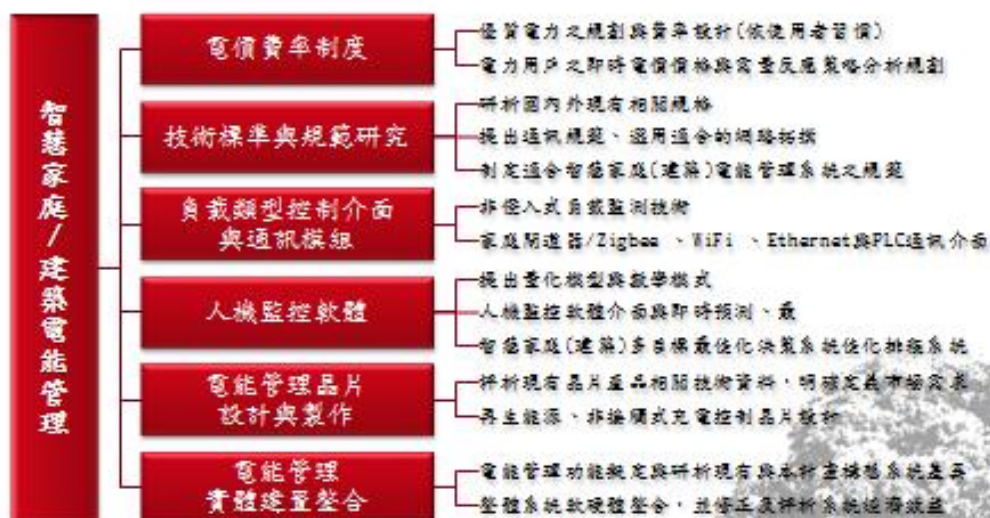 智慧家庭/建築電能管理
電價費率制度
優質電力之規劃與費率設計(依使用者習慣)
電力用戶之即時電價價格與需量反應策略分析規劃
技術標準與規範研究
研析國內外現有相關規格
提出通訊規範、選用適合的網路拓撲
制定適合智慧家庭(建築)電能管理系統之規範
負載類型控制介面
與通訊模組
非侵入式負載監測技術
家庭閘道器/Zigbee 、WiFi 、Ethernet與PLC通訊介面
人機監控軟體
提出量化模型與數學模式
人機監控軟體介面與即時預測、最
智慧家庭(建築)多目標最佳化決策系統佳化排程系統
電能管理晶片
設計與製作
評析現有晶片產品相關技術資料，明確定義市場需求
再生能源、非接觸式充電控制晶片設計
電能管理
實體建置整合
電能管理功能擬定與研析現有與本計畫構想系統差異
整體系統軟硬體整合，並修正及評析系統經濟效益